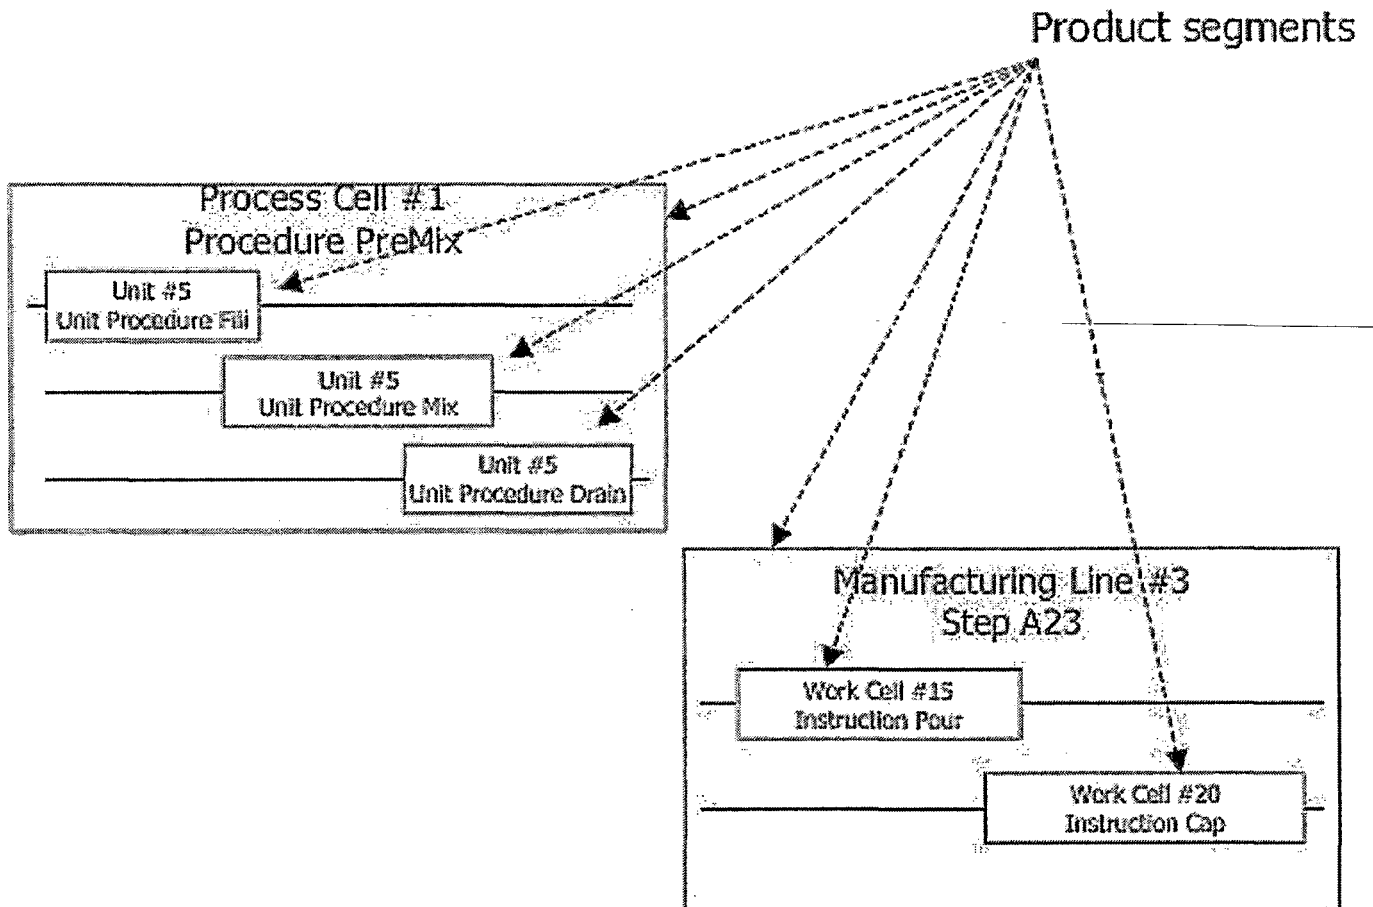 Product segments
Process Cell #1
Procedure PreMix
Unit #5
Unit Procedure Fill
Unit #5
Unit Procedure Mix
Unit #5
Unit Procedure Drain
Manufacturing Line #3
Step A23
Work Cell #15
Instruction Pour
Work Cell #20
Instruction Cap